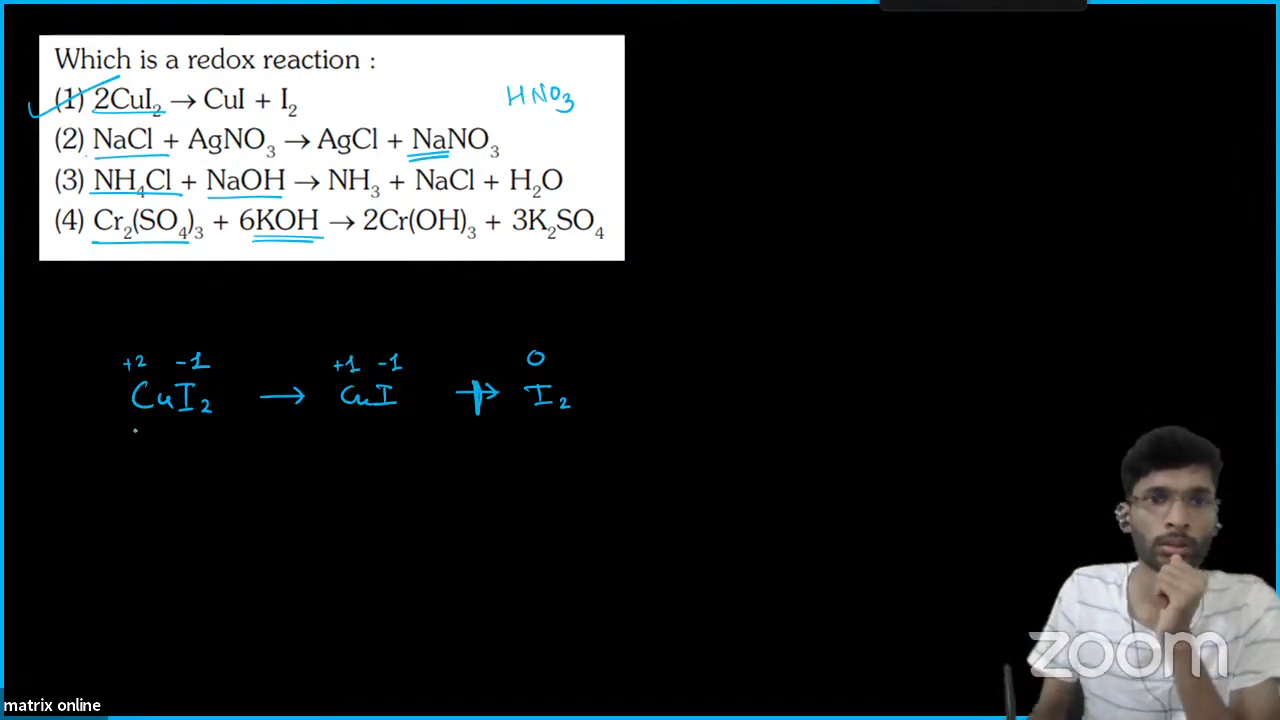 Which is a redox reaction :
(1) 2CuI₂ → CuI + I₂
HNO₃
(2) NaCl + AgNO₃ → AgCl + NaNO₃
(3) NH₄Cl + NaOH → NH₃ + NaCl + H₂O
(4) Cr₂(SO₄)₃ + 6KOH → 2Cr(OH)₃ + 3K₂SO₄
+2 -1 +1 -1 0
CuI₂ → CuI + I₂
zoom
matrix online